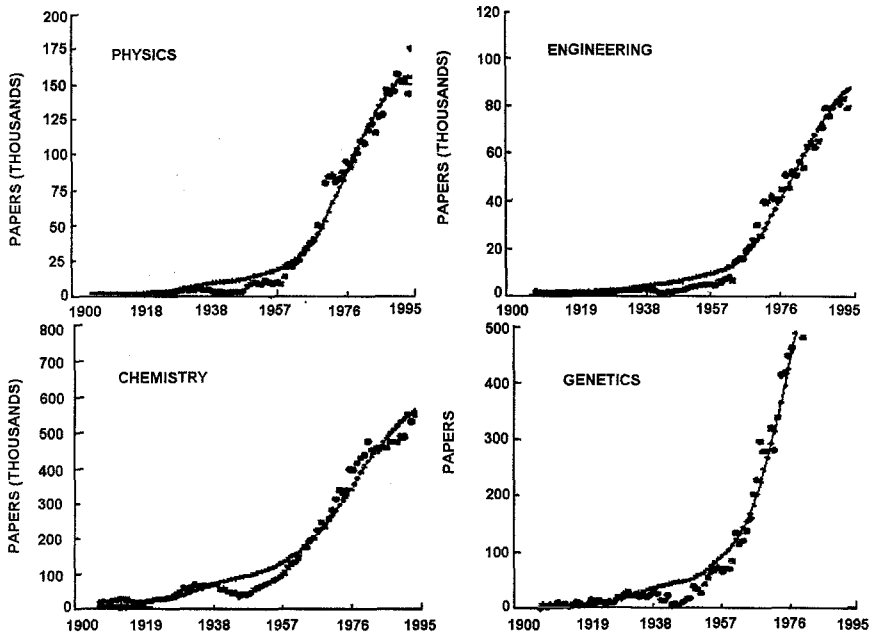 PHYSICS
PAPERS (THOUSANDS)
200
175
150
125
100
75
50
25
0
1900 1918 1938 1957 1976 1995
ENGINEERING
PAPERS (THOUSANDS)
120
100
80
60
40
20
0
1900 1919 1938 1957 1976 1995
CHEMISTRY
PAPERS (THOUSANDS)
800
700
600
500
400
300
200
100
0
1900 1919 1938 1957 1976 1995
GENETICS
PAPERS
500
400
300
200
100
0
1900 1919 1938 1957 1976 1995